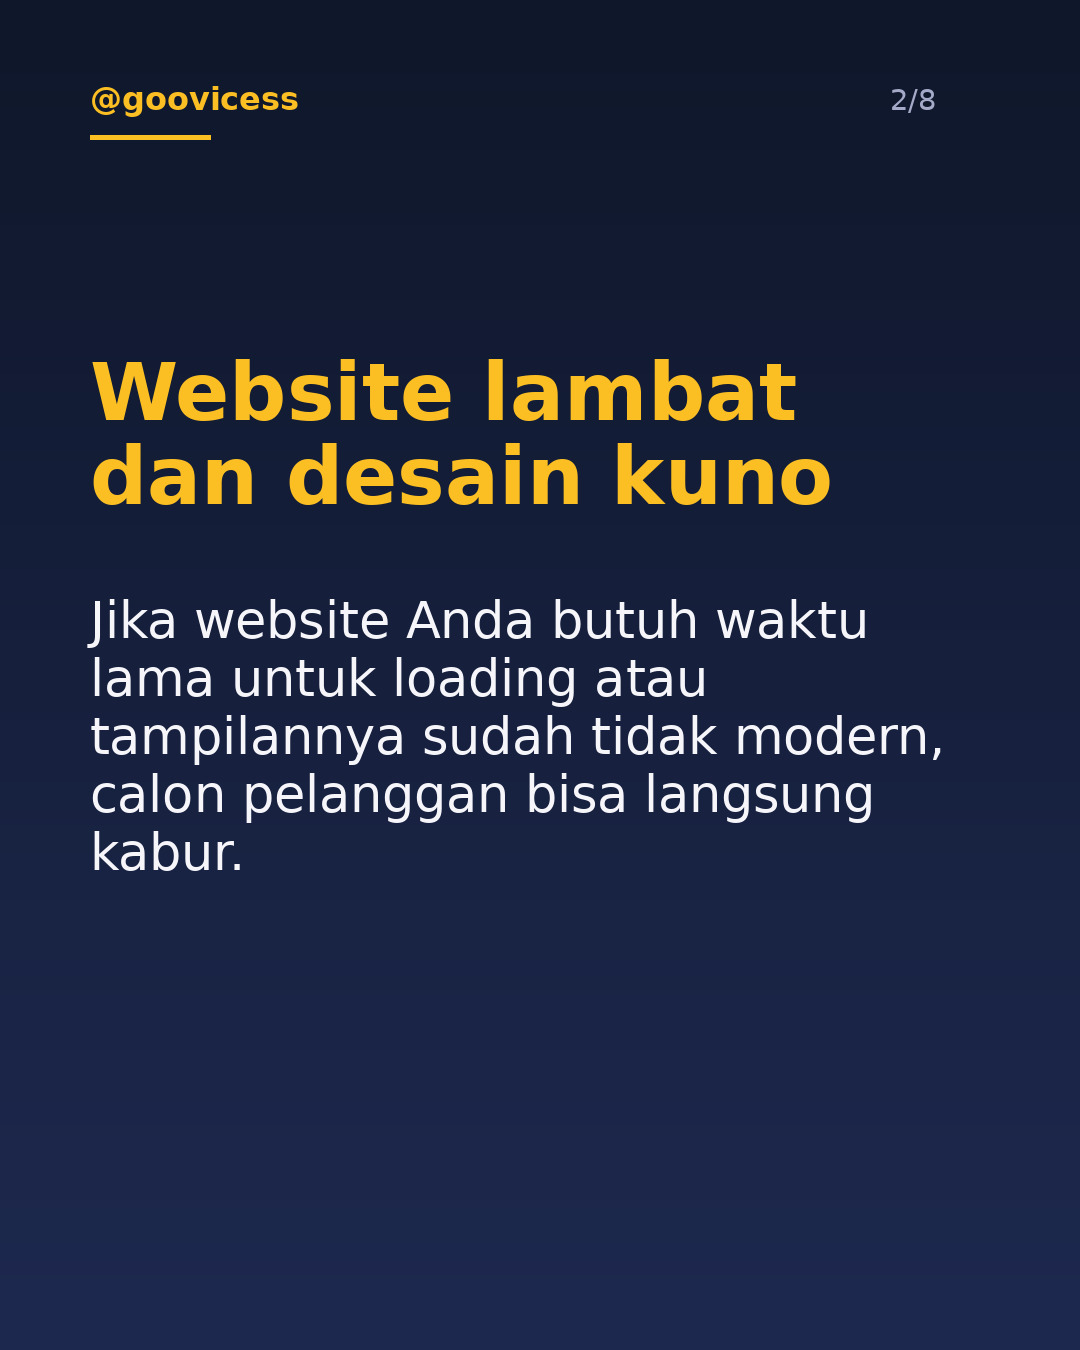 @goovicess
2/8
Website lambat
dan desain kuno
Jika website Anda butuh waktu
lama untuk loading atau
tampilannya sudah tidak modern,
calon pelanggan bisa langsung
kabur.